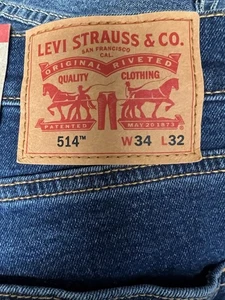 LEVI STRAUSS & CO.
SAN FRANCISCO
CAL.
ORIGINAL RIVETED
QUALITY CLOTHING
PATENTED MAY 20 1873
514™ W34 L32